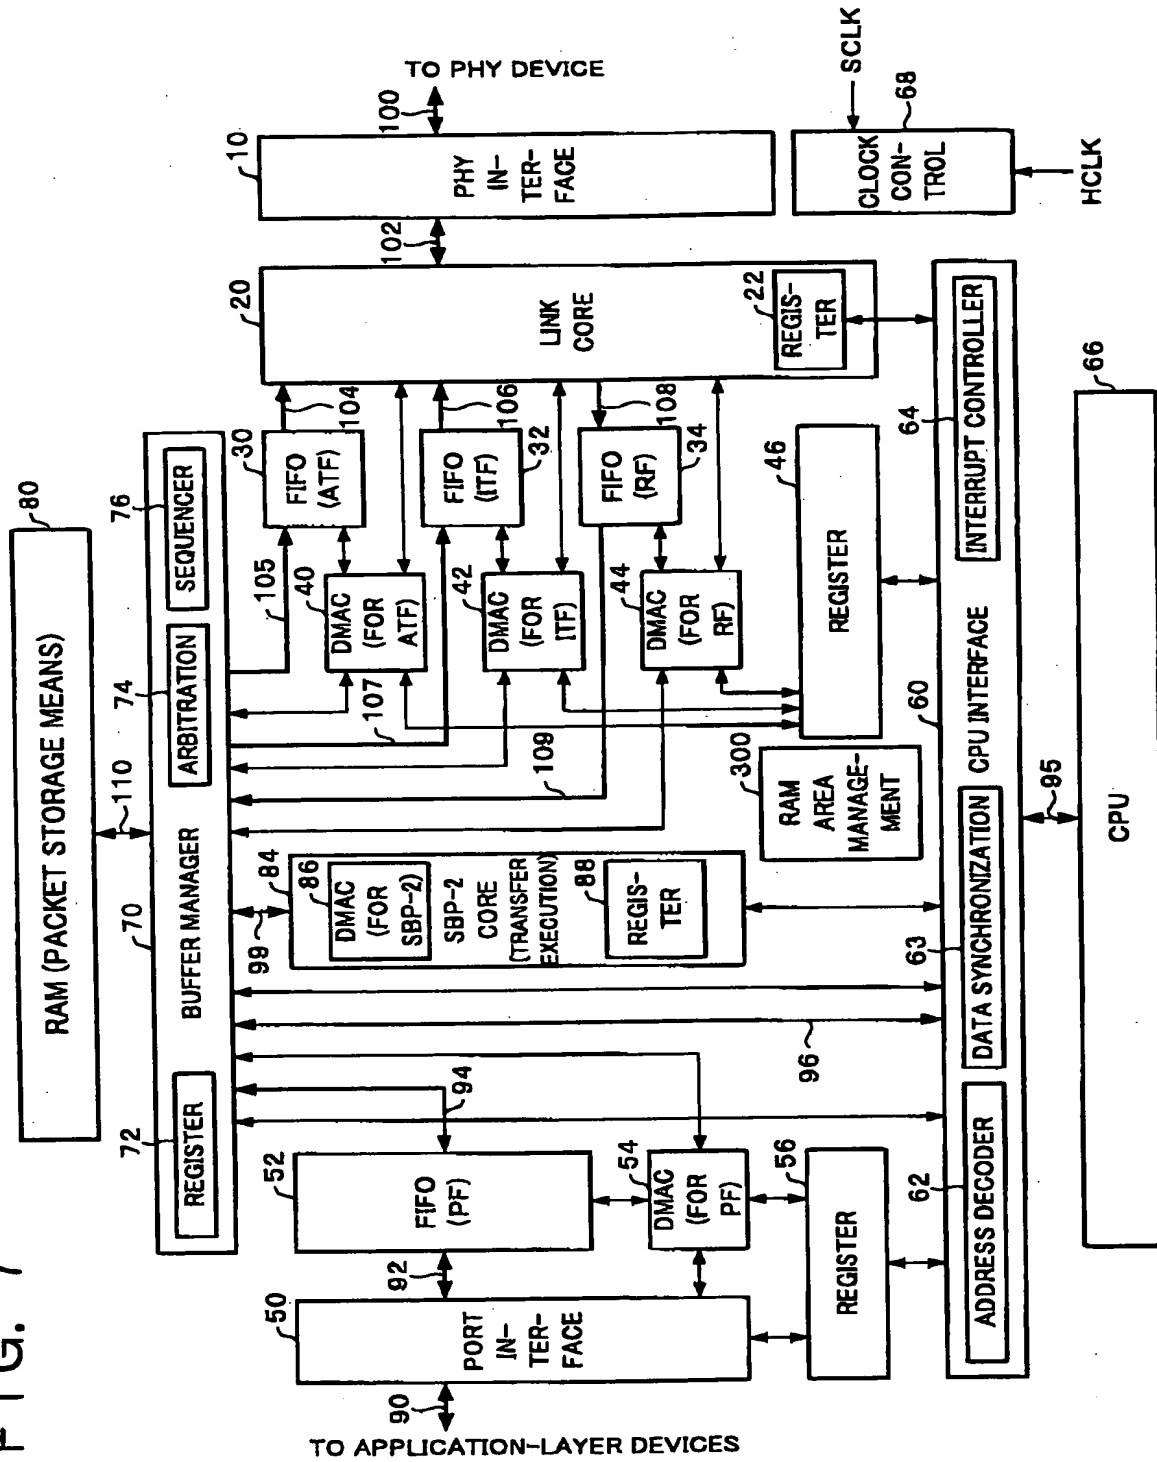 FIG. 7
RAM (PACKET STORAGE MEANS)
80
110
70
BUFFER MANAGER
72
REGISTER
74
ARBITRATION
76
SEQUENCER
TO APPLICATION-LAYER DEVICES
90
50
PORT
IN-
TER-
FACE
92
52
FIFO
(PF)
94
54
DMAC
(FOR
PF)
56
REGISTER
96
99
84
86
DMAC
(FOR
SBP-2)
SBP-2
CORE
(TRANSFER
EXECUTION)
88
REGIS-
TER
109
107
105
40
DMAC
(FOR
ATF)
42
DMAC
(FOR
ITF)
44
DMAC
(FOR
RF)
30
FIFO
(ATF)
104
32
FIFO
(ITF)
106
34
FIFO
(RF)
108
300
RAM
AREA
MANAGE-
MENT
46
REGISTER
20
LINK
CORE
22
REGIS-
TER
102
10
PHY
IN-
TER-
FACE
100
TO PHY DEVICE
SCLK
68
CLOCK
CON-
TROL
HCLK
60
CPU INTERFACE
62
ADDRESS DECODER
63
DATA SYNCHRONIZATION
64
INTERRUPT CONTROLLER
95
66
CPU